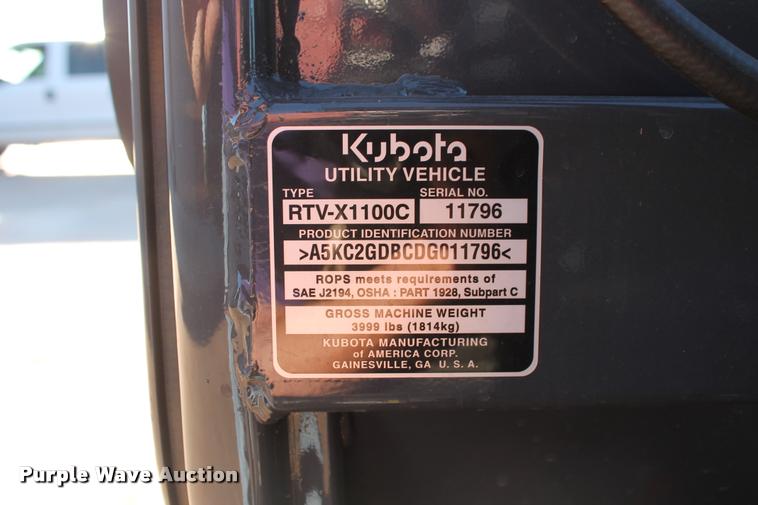 Kubota
UTILITY VEHICLE
TYPE SERIAL NO.
RTV-X1100C 11796
PRODUCT IDENTIFICATION NUMBER
>A5KC2GDBCDG011796<
ROPS meets requirements of
SAE J2194, OSHA : PART 1928, Subpart C
GROSS MACHINE WEIGHT
3999 lbs (1814kg)
KUBOTA MANUFACTURING
of AMERICA CORP.
GAINESVILLE, GA U. S. A.
Purple Wave Auction